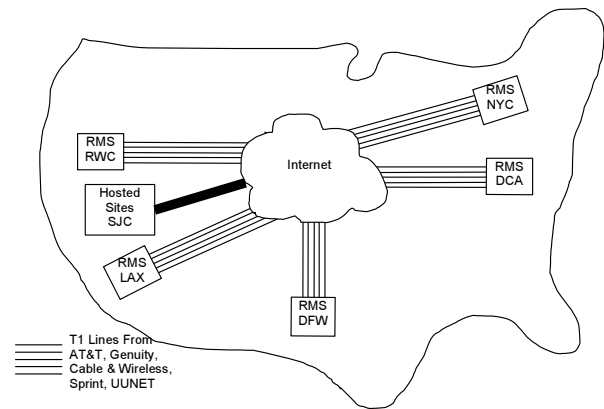 RMS
NYC
RMS
RWC
Internet
RMS
DCA
Hosted
Sites
SJC
RMS
LAX
RMS
DFW
T1 Lines From
AT&T, Genuity,
Cable & Wireless,
Sprint, UUNET